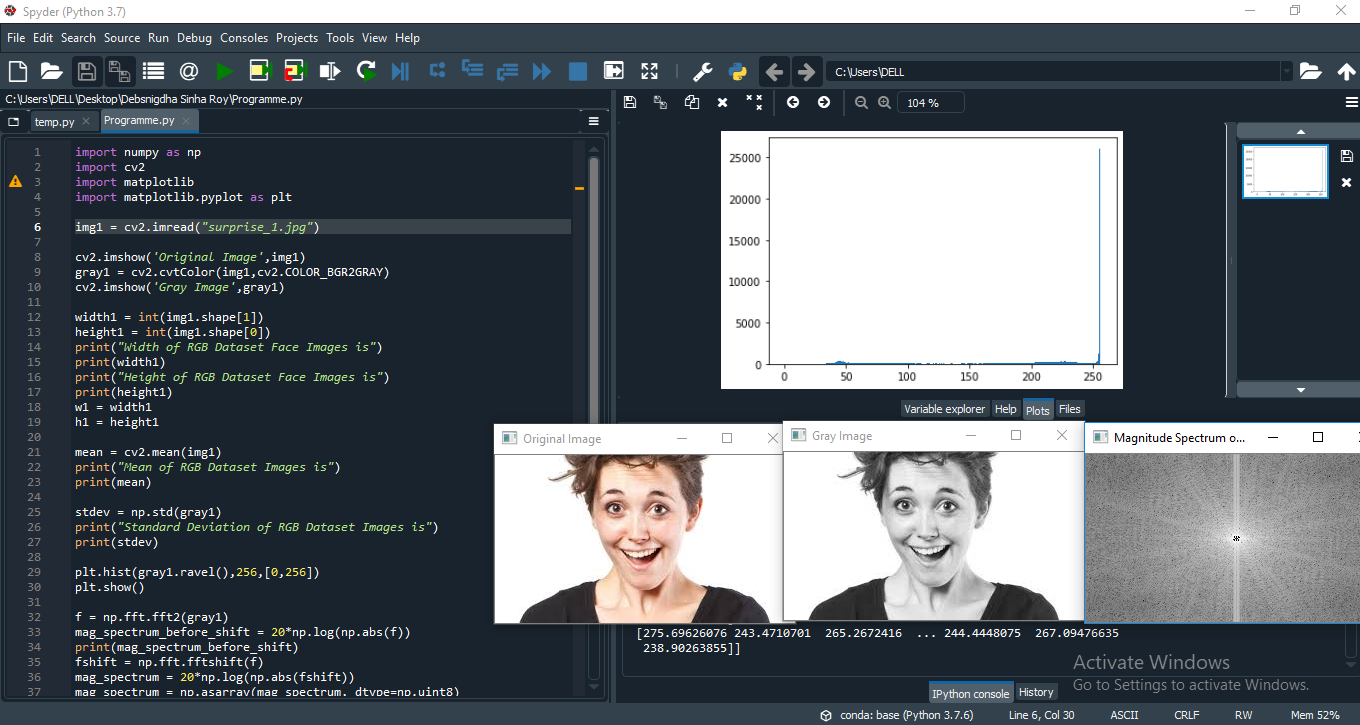 Spyder (Python 3.7)
File Edit Search Source Run Debug Consoles Projects Tools View Help
C:\Users\DELL
C:\Users\DELL\Desktop\Debsnigdha Sinha Roy\Programme.py
temp.py Programme.py
104 %
1 import numpy as np
2 import cv2
3 import matplotlib
4 import matplotlib.pyplot as plt
5
6 img1 = cv2.imread("surprise_1.jpg")
7
8 cv2.imshow('Original Image',img1)
9 gray1 = cv2.cvtColor(img1,cv2.COLOR_BGR2GRAY)
10 cv2.imshow('Gray Image',gray1)
11
12 width1 = int(img1.shape[1])
13 height1 = int(img1.shape[0])
14 print("Width of RGB Dataset Face Images is")
15 print(width1)
16 print("Height of RGB Dataset Face Images is")
17 print(height1)
18 w1 = width1
19 h1 = height1
20
21 mean = cv2.mean(img1)
22 print("Mean of RGB Dataset Images is")
23 print(mean)
24
25 stdev = np.std(gray1)
26 print("Standard Deviation of RGB Dataset Images is")
27 print(stdev)
28
29 plt.hist(gray1.ravel(),256,[0,256])
30 plt.show()
31
32 f = np.fft.fft2(gray1)
33 mag_spectrum_before_shift = 20*np.log(np.abs(f))
34 print(mag_spectrum_before_shift)
35 fshift = np.fft.fftshift(f)
36 mag_spectrum = 20*np.log(np.abs(fshift))
37 mag_spectrum = np.asarray(mag_spectrum, dtype=np.uint8)
25000
20000
15000
10000
5000
0
0 50 100 150 200 250
Variable explorer Help Plots Files
Original Image
Gray Image
Magnitude Spectrum o...
[275.69626076 243.4710701 265.2672416 ... 244.4448075 267.09476635
238.90263855]]
Activate Windows
Go to Settings to activate Windows.
IPython console History
conda: base (Python 3.7.6) Line 6, Col 30 ASCII CRLF RW Mem 52%